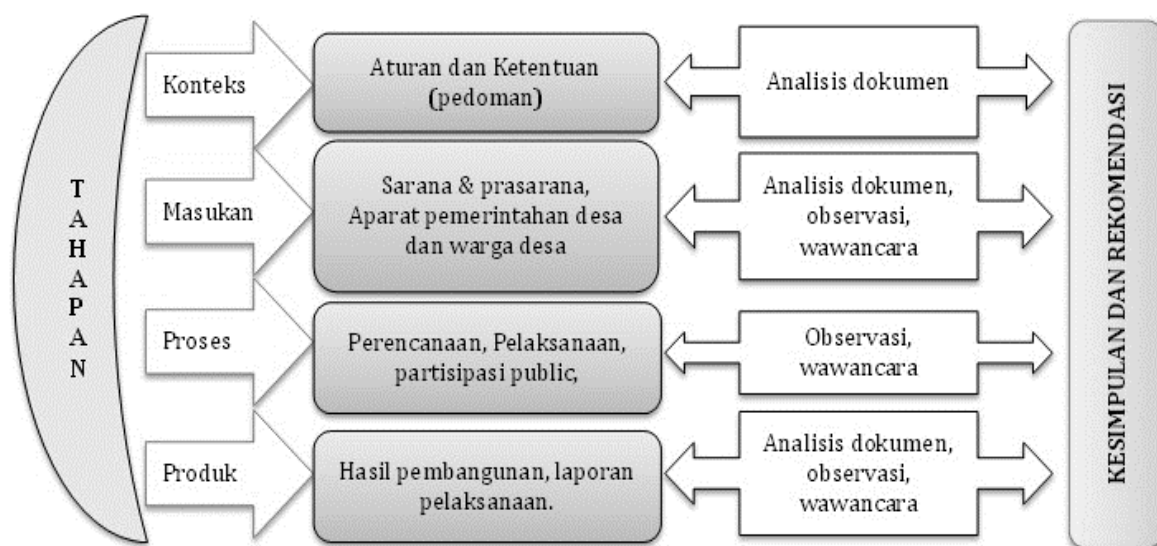 TAHAPAN
Konteks
Aturan dan Ketentuan
(pedoman)
Analisis dokumen
Masukan
Sarana & prasarana,
Aparat pemerintahan desa
dan warga desa
Analisis dokumen,
observasi,
wawancara
Proses
Perencanaan, Pelaksanaan,
partisipasi public,
Observasi,
wawancara
Produk
Hasil pembangunan, laporan
pelaksanaan.
Analisis dokumen,
observasi,
wawancara
KESIMPULAN DAN REKOMENDASI